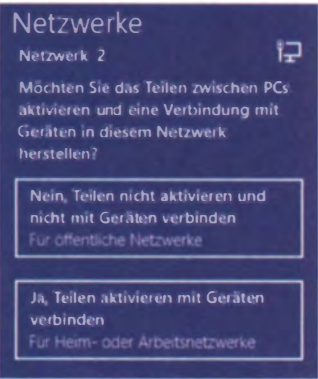 Netzwerke
Netzwerk 2
Möchten Sie das Teilen zwischen PCs
aktivieren und eine Verbindung mit
Geräten in diesem Netzwerk
herstellen?
Nein, Teilen nicht aktivieren und
nicht mit Geräten verbinden
Für öffentliche Netzwerke
Ja, Teilen aktivieren mit Geräten
verbinden
Für Heim- oder Arbeitsnetzwerke